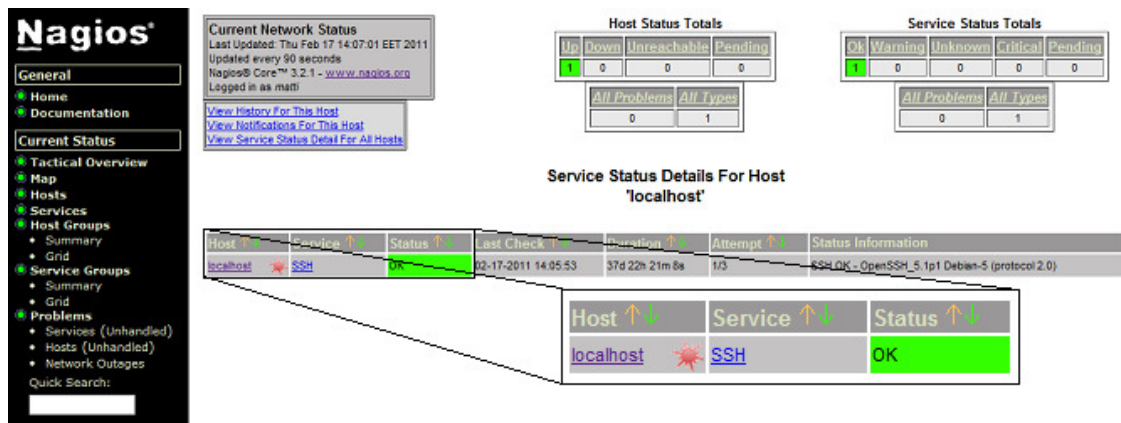 Nagios®
General
Home
Documentation
Current Status
Tactical Overview
Map
Hosts
Services
Host Groups
Summary
Grid
Service Groups
Summary
Grid
Problems
Services (Unhandled)
Hosts (Unhandled)
Network Outages
Quick Search:
Current Network Status
Last Updated: Thu Feb 17 14:07:01 EET 2011
Updated every 90 seconds
Nagios® Core™ 3.2.1 - www.nagios.org
Logged in as matti
View History For This Host
View Notifications For This Host
View Service Status Detail For All Hosts
Host Status Totals
Up Down Unreachable Pending
1 0 0 0
All Problems All Types
0 1
Service Status Totals
Ok Warning Unknown Critical Pending
1 0 0 0 0
All Problems All Types
0 1
Service Status Details For Host
'localhost'
Host Service Status Last Check Duration Attempt Status Information
localhost SSH OK 02-17-2011 14:05:53 37d 22h 21m 8s 1/3 SSH OK - OpenSSH_5.1p1 Debian-5 (protocol 2.0)
Host Service Status
localhost SSH OK